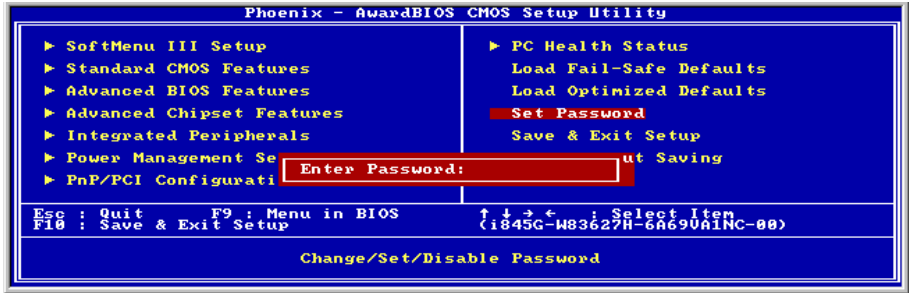 Phoenix - AwardBIOS CMOS Setup Utility
SoftMenu III Setup
Standard CMOS Features
Advanced BIOS Features
Advanced Chipset Features
Integrated Peripherals
Power Management Se
PnP/PCI Configurati
PC Health Status
Load Fail-Safe Defaults
Load Optimized Defaults
Set Password
Save & Exit Setup
ut Saving
Enter Password:
Esc : Quit F9 : Menu in BIOS ↑ ↓ → ← : Select Item
F10 : Save & Exit Setup (i845G-W83627H-6A69VA1NC-00)
Change/Set/Disable Password